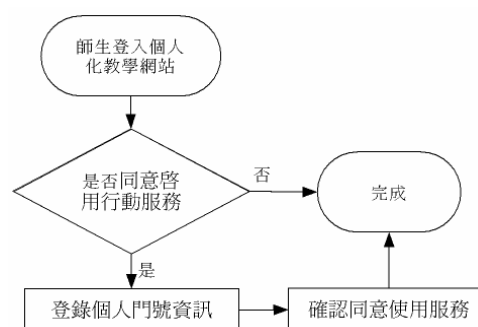 師生登入個人
化教學網站
是否同意啓
用行動服務
否
完成
是
登錄個人門號資訊
確認同意使用服務